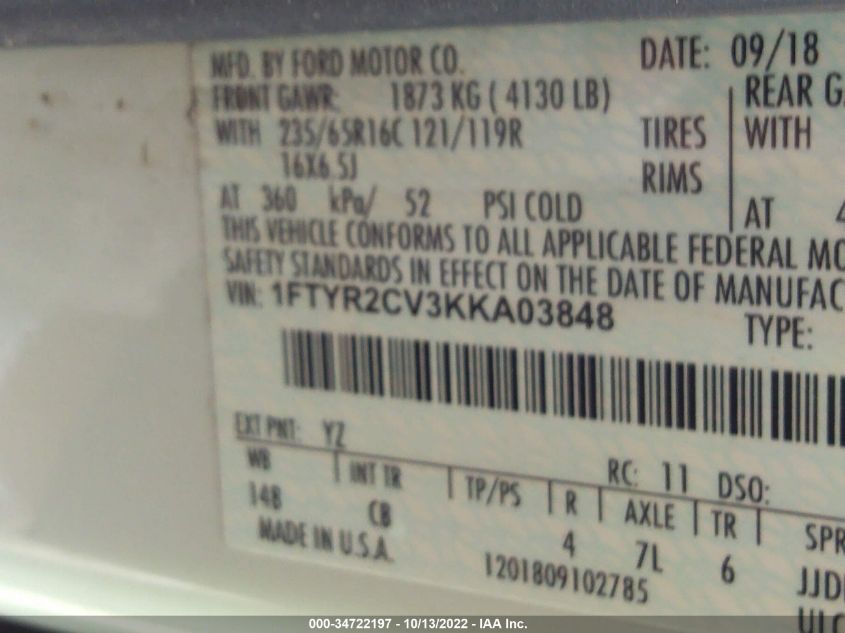 MFD. BY FORD MOTOR CO. DATE: 09/18
FRONT GAWR: 1873 KG ( 4130 LB) REAR
WITH 235/65R16C 121/119R TIRES WITH
16X6.5J RIMS
AT 360 kPa/ 52 PSI COLD AT
THIS VEHICLE CONFORMS TO ALL APPLICABLE FEDERAL MO
SAFETY STANDARDS IN EFFECT ON THE DATE OF MANUFAC
VIN: 1FTYR2CV3KKA03848
TYPE:
EXT PNT: YZ RC: 11 DSO:
WB INT TR TP/PS R AXLE TR SPR
148 CB 4 7L 6 JJD
MADE IN U.S.A. 1201809102785
000-34722197 - 10/13/2022 - IAA Inc.